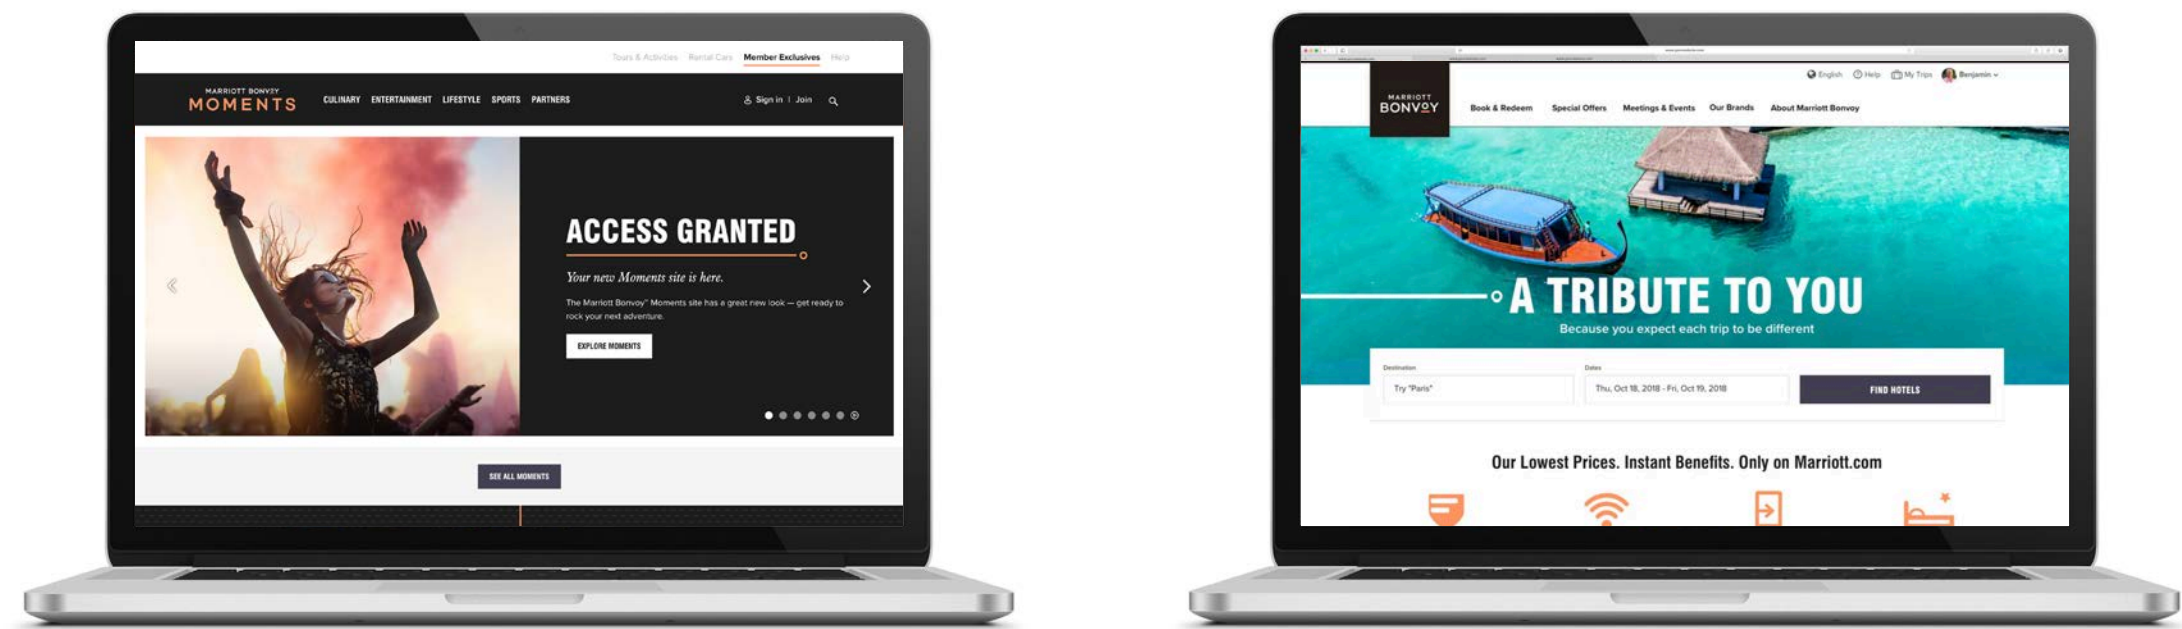 Tours & Activities Rental Cars Member Exclusives Help
MARRIOTT BONVOY
MOMENTS
CULINARY ENTERTAINMENT LIFESTYLE SPORTS PARTNERS
Sign in | Join
ACCESS GRANTED
Your new Moments site is here.
The Marriott Bonvoy™ Moments site has a great new look — get ready to
rock your next adventure.
EXPLORE MOMENTS
SEE ALL MOMENTS
English Help My Trips Benjamin
MARRIOTT
BONVOY
Book & Redeem Special Offers Meetings & Events Our Brands About Marriott Bonvoy
A TRIBUTE TO YOU
Because you expect each trip to be different
Destination Dates
Try "Paris" Thu, Oct 18, 2018 - Fri, Oct 19, 2018 FIND HOTELS
Our Lowest Prices. Instant Benefits. Only on Marriott.com